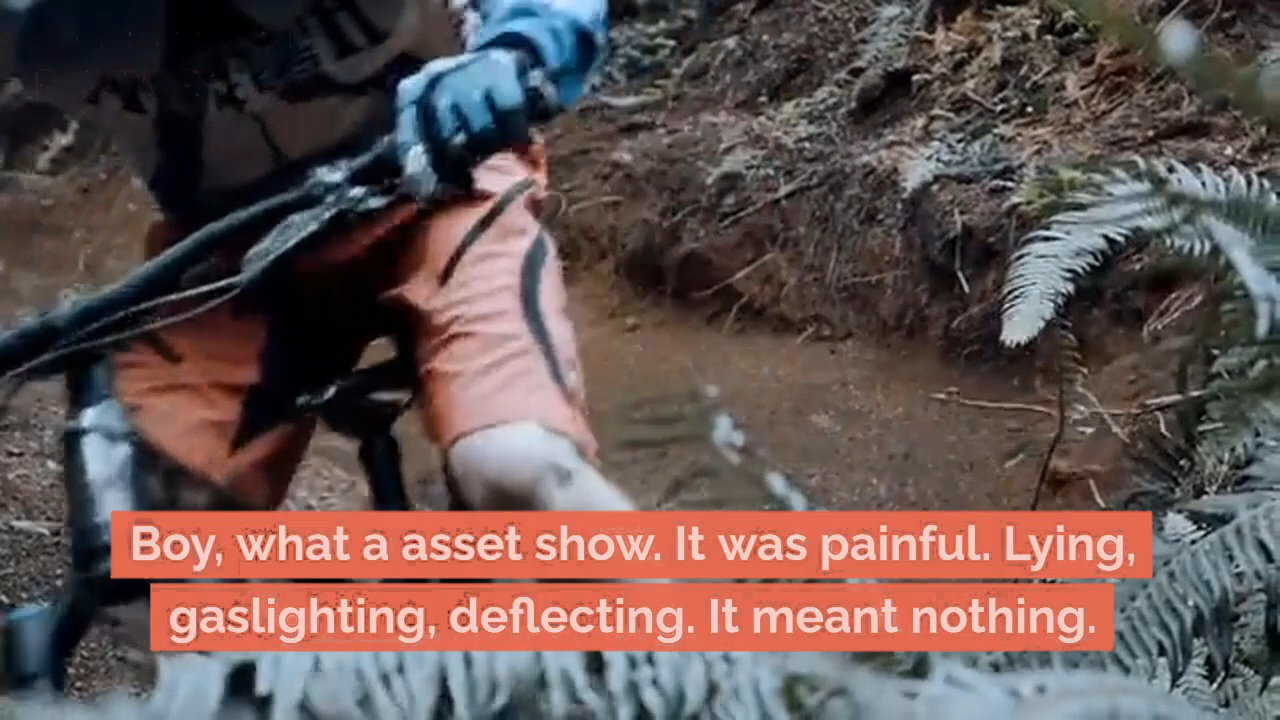 Boy, what a asset show. It was painful. Lying,
gaslighting, deflecting. It meant nothing.